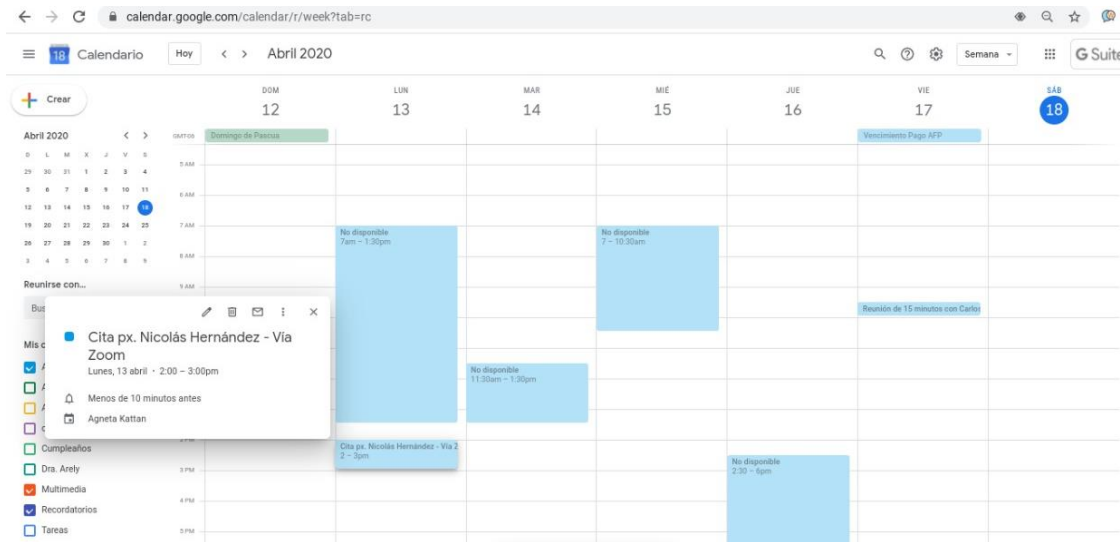 calendar.google.com/calendar/r/week?tab=rc
18 Calendario Hoy Abril 2020 Semana G Suite
Crear
DOM LUN MAR MIÉ JUE VIE SÁB
12 13 14 15 16 17 18
Abril 2020
D L M X J V S
29 30 31 1 2 3 4
5 6 7 8 9 10 11
12 13 14 15 16 17 18
19 20 21 22 23 24 25
26 27 28 29 30 1 2
3 4 5 6 7 8 9
Domingo de Pascua
Vencimiento Pago AFP
5 AM
6 AM
7 AM
8 AM
9 AM
No disponible
7am – 1:30pm
No disponible
7 – 10:30am
Reunirse con...
Bus
Reunión de 15 minutos con Carlos
Cita px. Nicolás Hernández - Vía
Zoom
Lunes, 13 abril · 2:00 – 3:00pm
Menos de 10 minutos antes
Agneta Kattan
No disponible
11:30am – 1:30pm
Mis c
Cita px. Nicolás Hernández - Vía Z
2 – 3pm
No disponible
2:30 – 6pm
3 PM
4 PM
5 PM
Cumpleaños
Dra. Arely
Multimedia
Recordatorios
Tareas